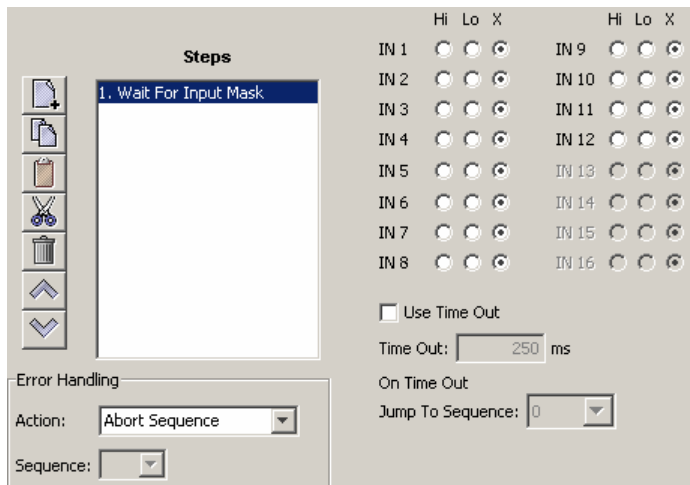 Steps
1. Wait For Input Mask
Error Handling
Action: Abort Sequence
Sequence:
Hi Lo X Hi Lo X
IN 1 IN 9
IN 2 IN 10
IN 3 IN 11
IN 4 IN 12
IN 5 IN 13
IN 6 IN 14
IN 7 IN 15
IN 8 IN 16
Use Time Out
Time Out: 250 ms
On Time Out
Jump To Sequence: 0